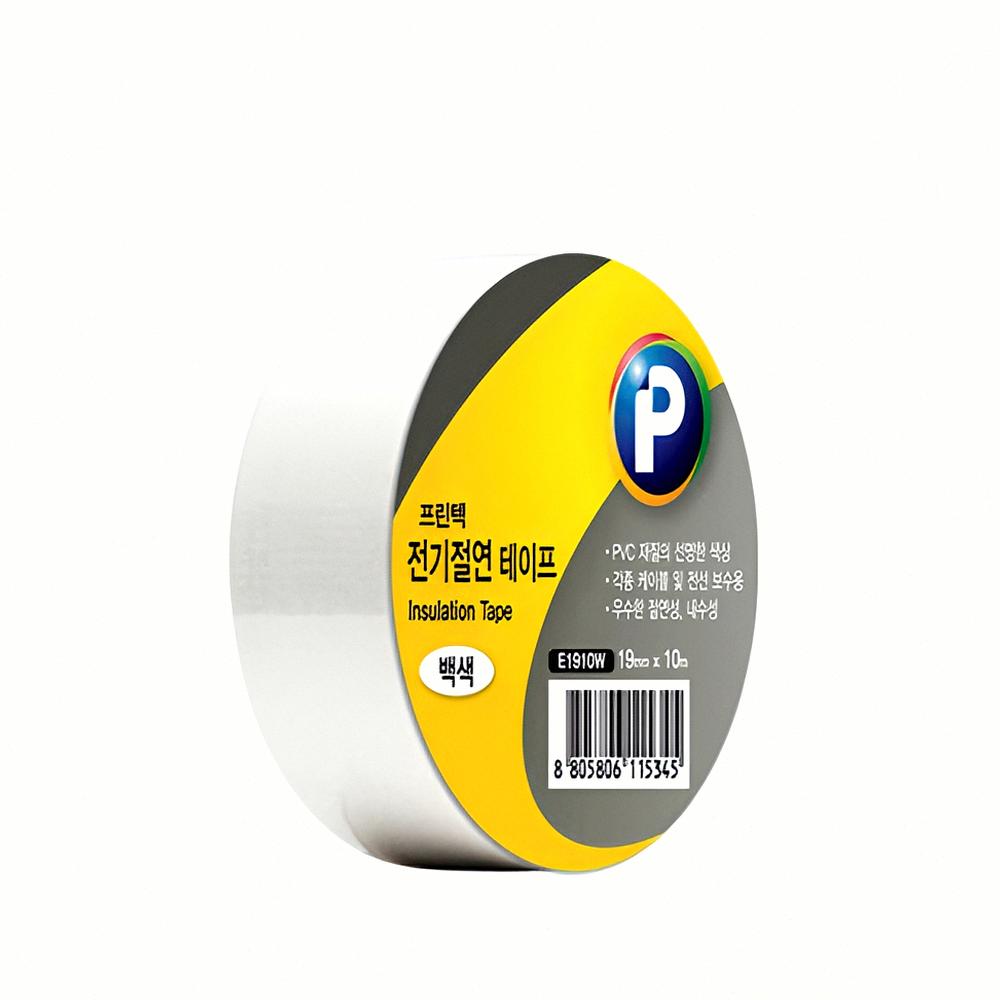 P
프린텍
전기절연 테이프
Insulation Tape
백색
· PVC 재질의 선명한 색상
· 각종 케이블 및 전선 보수용
· 우수한 절연성, 내수성
E1910W 19mm x 10m
8 805806 115345